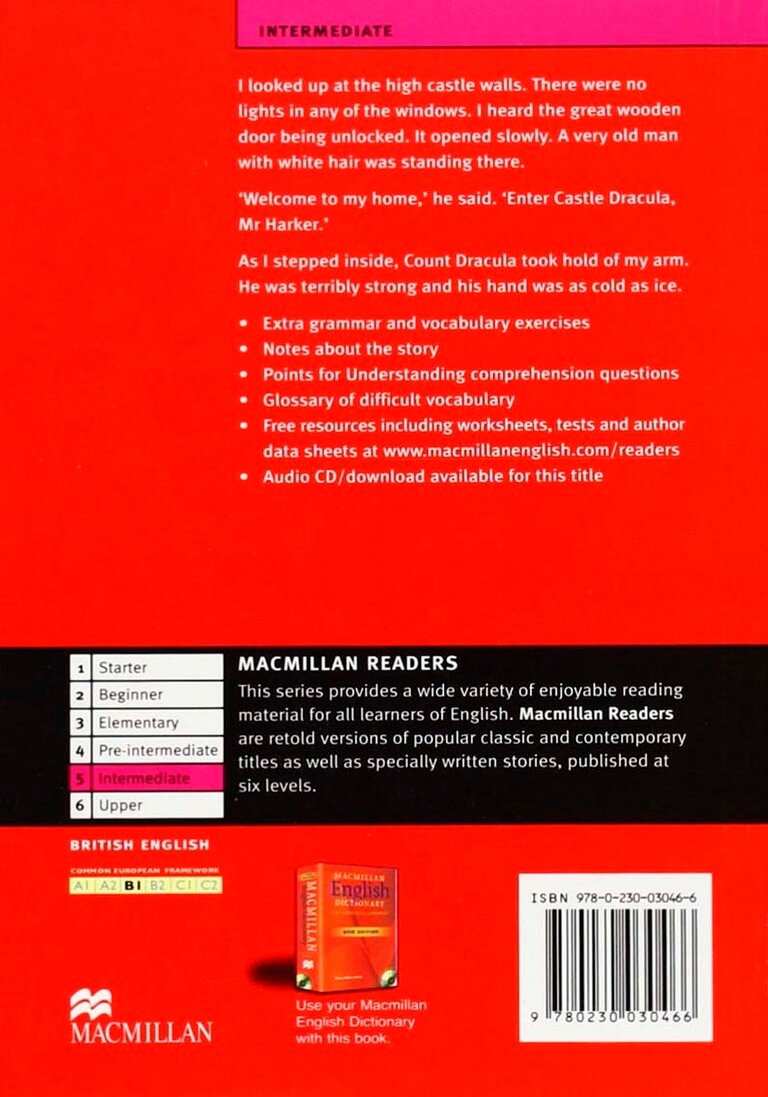 INTERMEDIATE
I looked up at the high castle walls. There were no
lights in any of the windows. I heard the great wooden
door being unlocked. It opened slowly. A very old man
with white hair was standing there.
‘Welcome to my home,’ he said. ‘Enter Castle Dracula,
Mr Harker.’
As I stepped inside, Count Dracula took hold of my arm.
He was terribly strong and his hand was as cold as ice.
• Extra grammar and vocabulary exercises
• Notes about the story
• Points for Understanding comprehension questions
• Glossary of difficult vocabulary
• Free resources including worksheets, tests and author
data sheets at www.macmillanenglish.com/readers
• Audio CD/download available for this title
1 Starter
2 Beginner
3 Elementary
4 Pre-intermediate
5 Intermediate
6 Upper
MACMILLAN READERS
This series provides a wide variety of enjoyable reading
material for all learners of English. Macmillan Readers
are retold versions of popular classic and contemporary
titles as well as specially written stories, published at
six levels.
BRITISH ENGLISH
COMMON EUROPEAN FRAMEWORK
A1 A2 B1 B2 C1 C2
MACMILLAN
MACMILLAN
MACMILLAN
English
DICTIONARY
NEW EDITION
Use your Macmillan
English Dictionary
with this book.
ISBN 978-0-230-03046-6
9 780230 030466